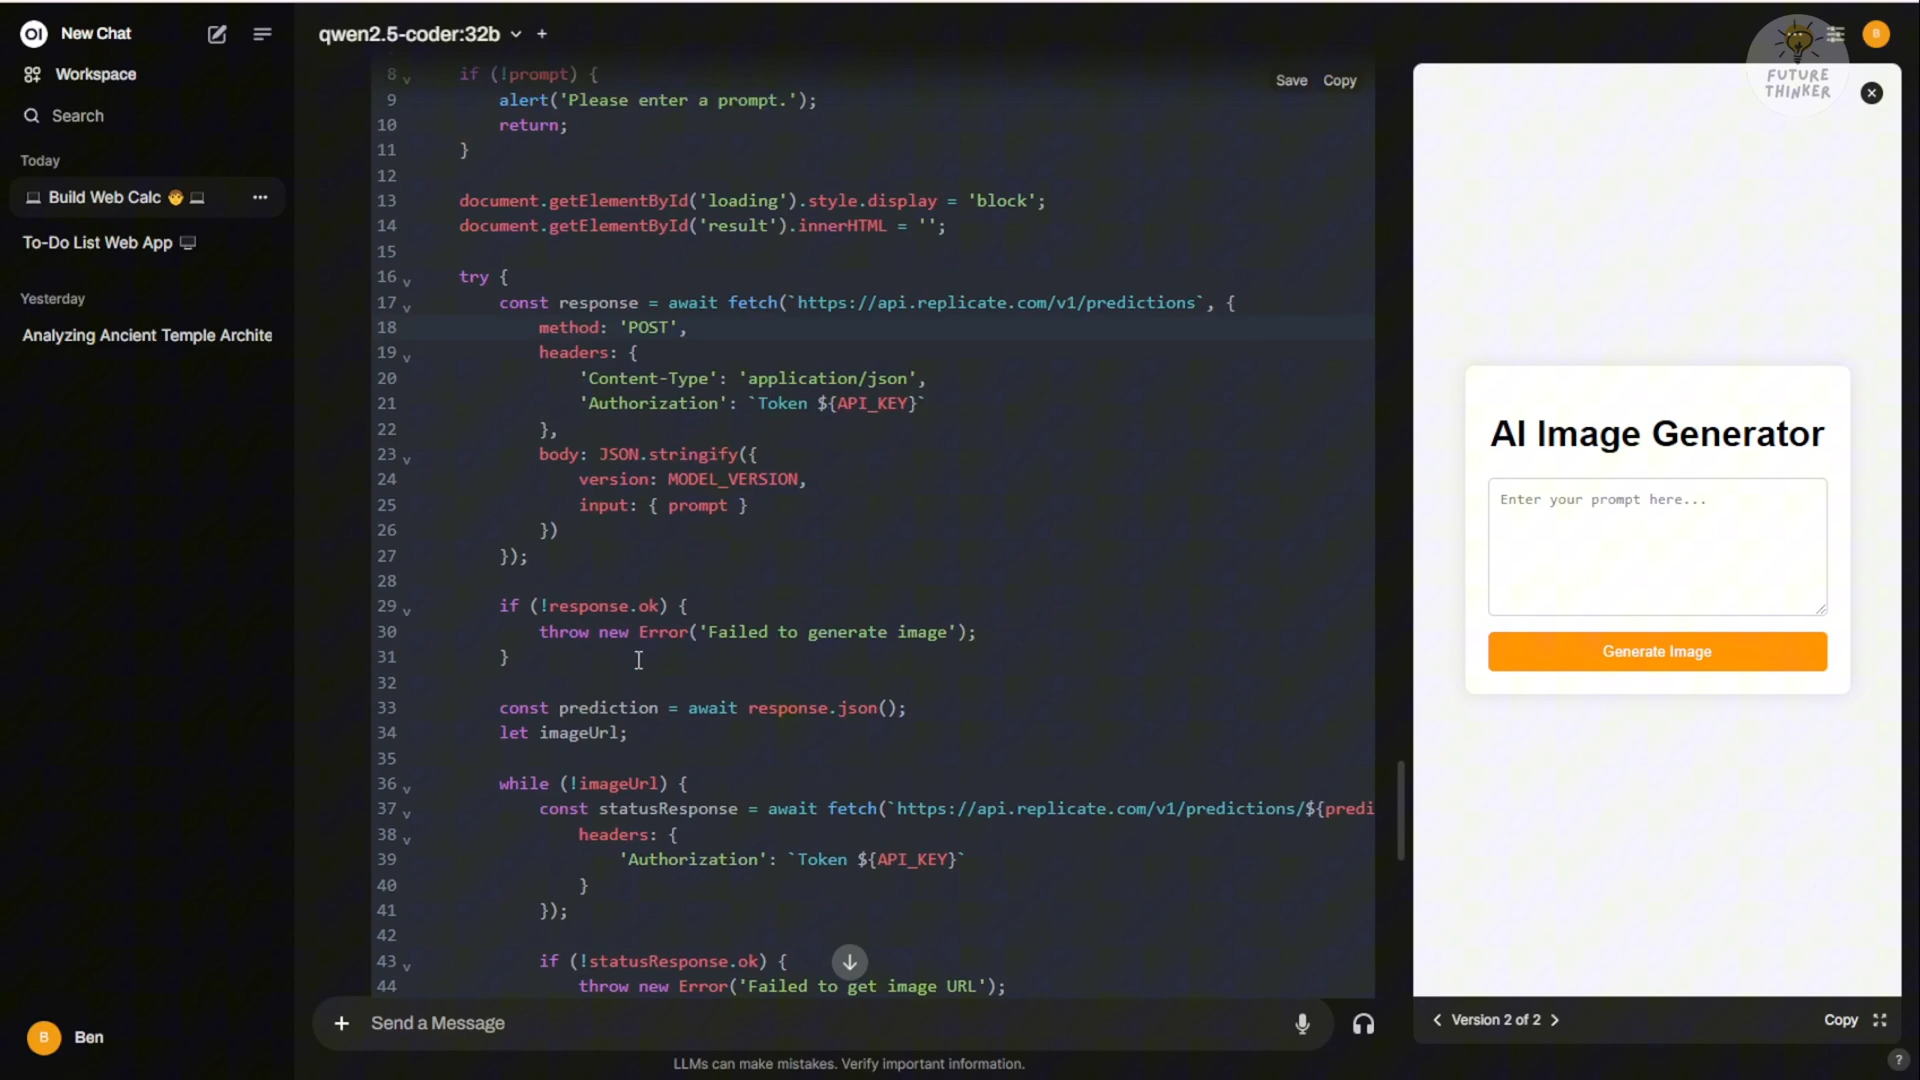 OI New Chat
Workspace
Search
Today
Build Web Calc
To-Do List Web App
Yesterday
Analyzing Ancient Temple Archite
B Ben
qwen2.5-coder:32b
Save Copy
8 if (!prompt) {
9 alert('Please enter a prompt.');
10 return;
11 }
12
13 document.getElementById('loading').style.display = 'block';
14 document.getElementById('result').innerHTML = '';
15
16 try {
17 const response = await fetch(`https://api.replicate.com/v1/predictions`, {
18 method: 'POST',
19 headers: {
20 'Content-Type': 'application/json',
21 'Authorization': `Token ${API_KEY}`
22 },
23 body: JSON.stringify({
24 version: MODEL_VERSION,
25 input: { prompt }
26 })
27 });
28
29 if (!response.ok) {
30 throw new Error('Failed to generate image');
31 }
32
33 const prediction = await response.json();
34 let imageUrl;
35
36 while (!imageUrl) {
37 const statusResponse = await fetch(`https://api.replicate.com/v1/predictions/${predi
38 headers: {
39 'Authorization': `Token ${API_KEY}`
40 }
41 });
42
43 if (!statusResponse.ok) {
44 throw new Error('Failed to get image URL');
Send a Message
LLMs can make mistakes. Verify important information.
B
FUTURE
THINKER
AI Image Generator
Enter your prompt here...
Generate Image
Version 2 of 2
Copy
?